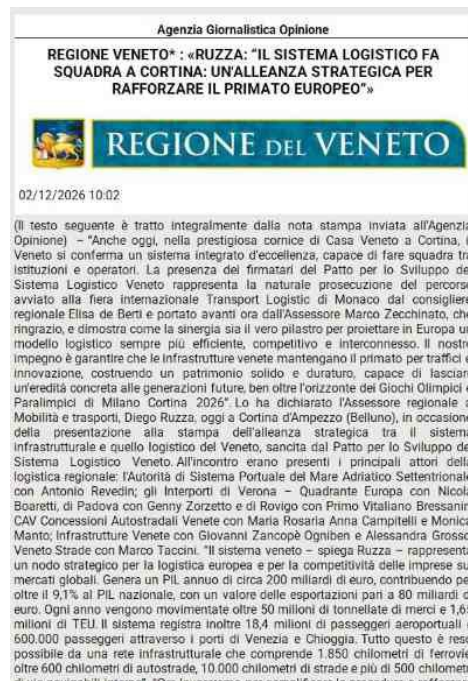 Agenzia Giornalistica Opinione
REGIONE VENETO* : «RUZZA: “IL SISTEMA LOGISTICO FA
SQUADRA A CORTINA: UN'ALLEANZA STRATEGICA PER
RAFFORZARE IL PRIMATO EUROPEO”»
REGIONE DEL VENETO
02/12/2026 10:02
(Il testo seguente è tratto integralmente dalla nota stampa inviata all'Agenzia
Opinione) – “Anche oggi, nella prestigiosa cornice di Casa Veneto a Cortina, i
Veneto si conferma un sistema integrato d'eccellenza, capace di fare squadra tra
istituzioni e operatori. La presenza dei firmatari del Patto per lo Sviluppo de
Sistema Logistico Veneto rappresenta la naturale prosecuzione del percorso
avviato alla fiera internazionale Transport Logistic di Monaco dal consigliere
regionale Elisa de Berti e portato avanti ora dall'Assessore Marco Zecchinato, che
ringrazio, e dimostra come la sinergia sia il vero pilastro per proiettare in Europa un
modello logistico sempre più efficiente, competitivo e interconnesso. Il nostro
impegno è garantire che le infrastrutture venete mantengano il primato per traffici e
innovazione, costruendo un patrimonio solido e duraturo, capace di lasciare
un'eredità concreta alle generazioni future, ben oltre l'orizzonte dei Giochi Olimpici e
Paralimpici di Milano Cortina 2026”. Lo ha dichiarato l'Assessore regionale a
Mobilità e trasporti, Diego Ruzza, oggi a Cortina d'Ampezzo (Belluno), in occasione
della presentazione alla stampa dell'alleanza strategica tra il sistema
infrastrutturale e quello logistico del Veneto, sancita dal Patto per lo Sviluppo de
Sistema Logistico Veneto. All'incontro erano presenti i principali attori della
logistica regionale: l'Autorità di Sistema Portuale del Mare Adriatico Settentrionale
con Antonio Revedin; gli Interporti di Verona – Quadrante Europa con Nicola
Boaretti, di Padova con Genny Zorzetto e di Rovigo con Primo Vitaliano Bressanin
CAV Concessioni Autostradali Venete con Maria Rosaria Anna Campitelli e Monica
Manto; Infrastrutture Venete con Giovanni Zancopè Ogniben e Alessandra Grosso
Veneto Strade con Marco Taccini. “Il sistema veneto – spiega Ruzza – rappresenta
un nodo strategico per la logistica europea e per la competitività delle imprese su
mercati globali. Genera un PIL annuo di circa 200 miliardi di euro, contribuendo per
oltre il 9,1% al PIL nazionale, con un valore delle esportazioni pari a 80 miliardi d
euro. Ogni anno vengono movimentate oltre 50 milioni di tonnellate di merci e 1,6
milioni di TEU. Il sistema registra inoltre 18,4 milioni di passeggeri aeroportuali e
600.000 passeggeri attraverso i porti di Venezia e Chioggia. Tutto questo è reso
possibile da una rete infrastrutturale che comprende 1.850 chilometri di ferrovie
oltre 600 chilometri di autostrade, 10.000 chilometri di strade e più di 500 chilometri